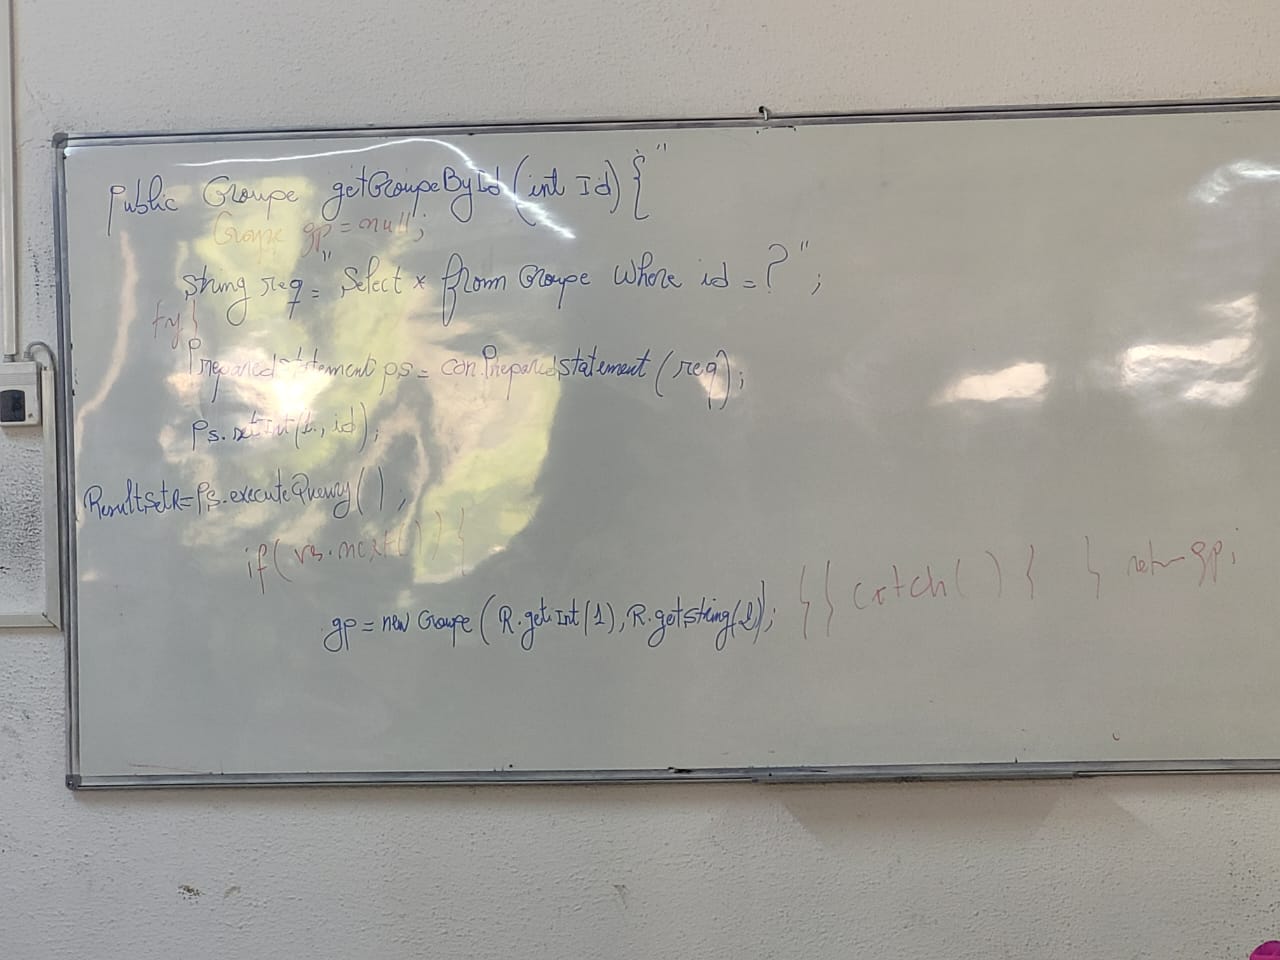 public Groupe getGroupeById(int Id){"
Groupe gp = null;
String req = "Select * from Groupe Where id = ?";
try{
PreparedStatement ps = con.PreparedStatement(req);
Ps.setInt(1, id);
ResultSetR=Ps.executeQuery();
if(rs.next()){
gp = new Groupe(R.getInt(1), R.getString(2)); }} catch(){ } return gp;